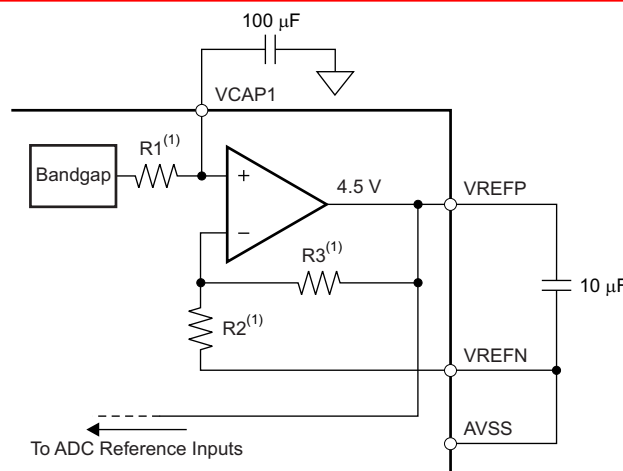 100 μF
VCAP1
R1(1)
Bandgap
+
4.5 V
VREFP
−
R3(1)
10 μF
R2(1)
VREFN
AVSS
To ADC Reference Inputs